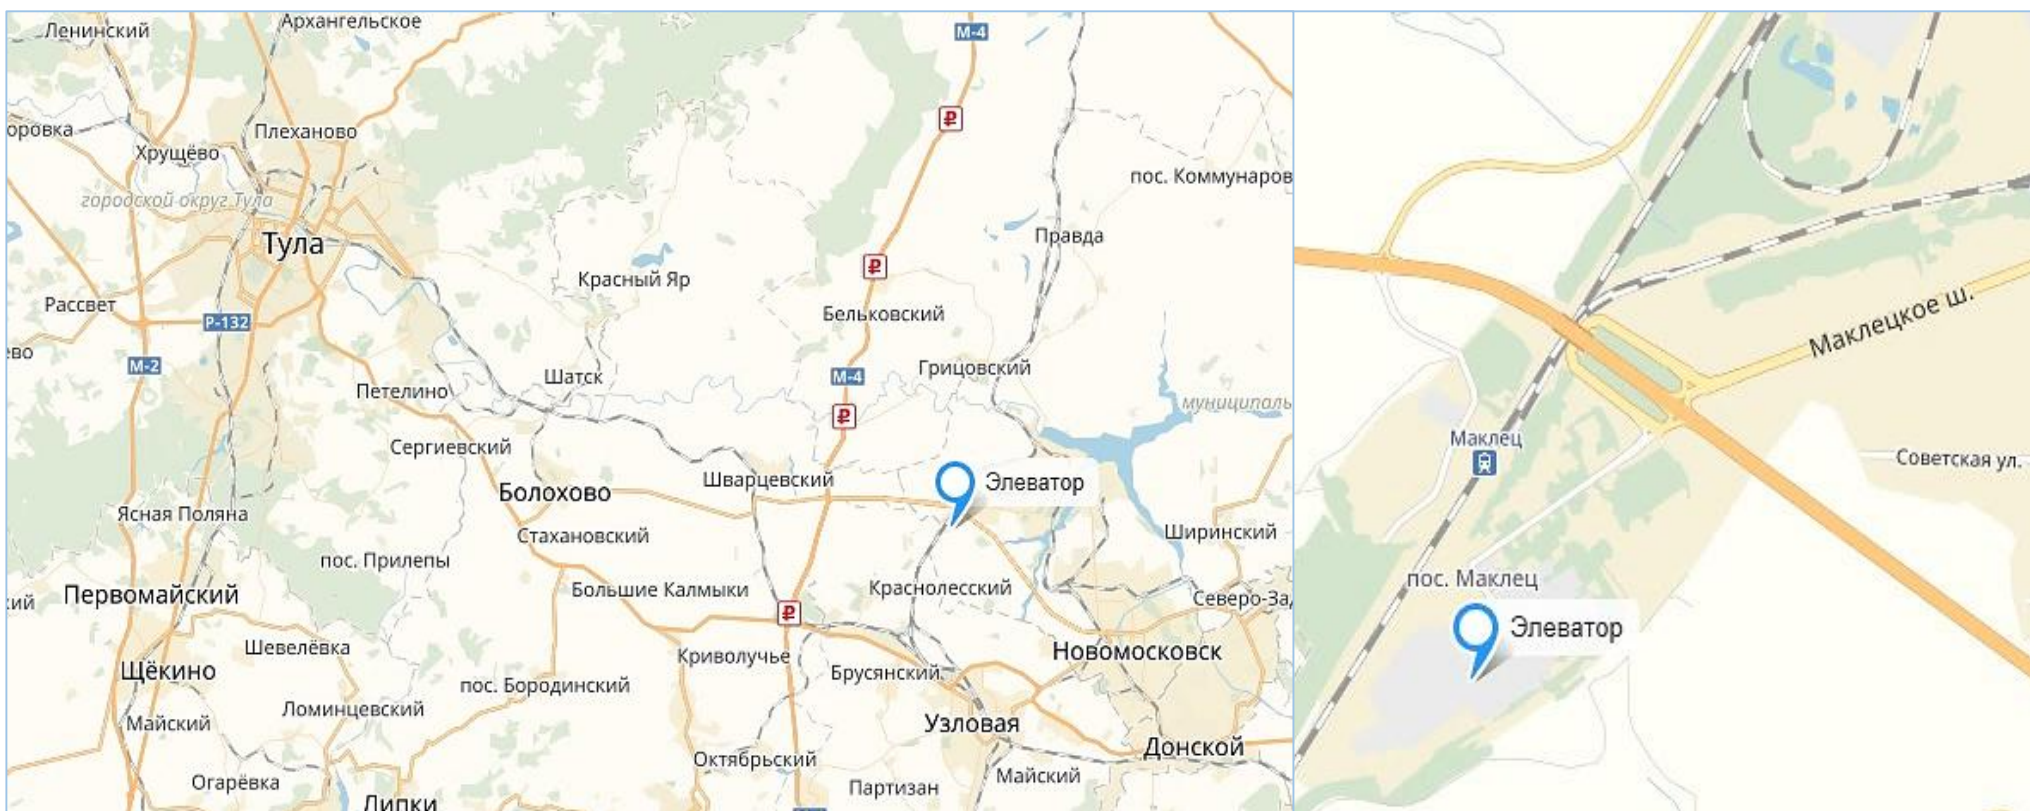 Ленинский
Архангельское
М-4
оровка
Плеханово
Хрущёво
пос. Коммунаров
городской округ Тула
Тула
Правда
Красный Яр
Рассвет
Р-132
Бельковский
ево
М-2
Шатск
Грицовский
М-4
Петелино
муниципаль
Сергиевский
Шварцевский
Элеватор
Болохово
Ясная Поляна
Стахановский
Ширинский
пос. Прилепы
Большие Калмыки
Краснолесский
Первомайский
кий
Северо-Зад
Шевелёвка
Криволучье
Новомосковск
Щёкино
Брусянский
пос. Бородинский
Ломинцевский
Майский
Узловая
Донской
Октябрьский
Огарёвка
Партизан
Майский
Липки
Маклецкое ш.
Маклец
Советская ул.
пос. Маклец
Элеватор